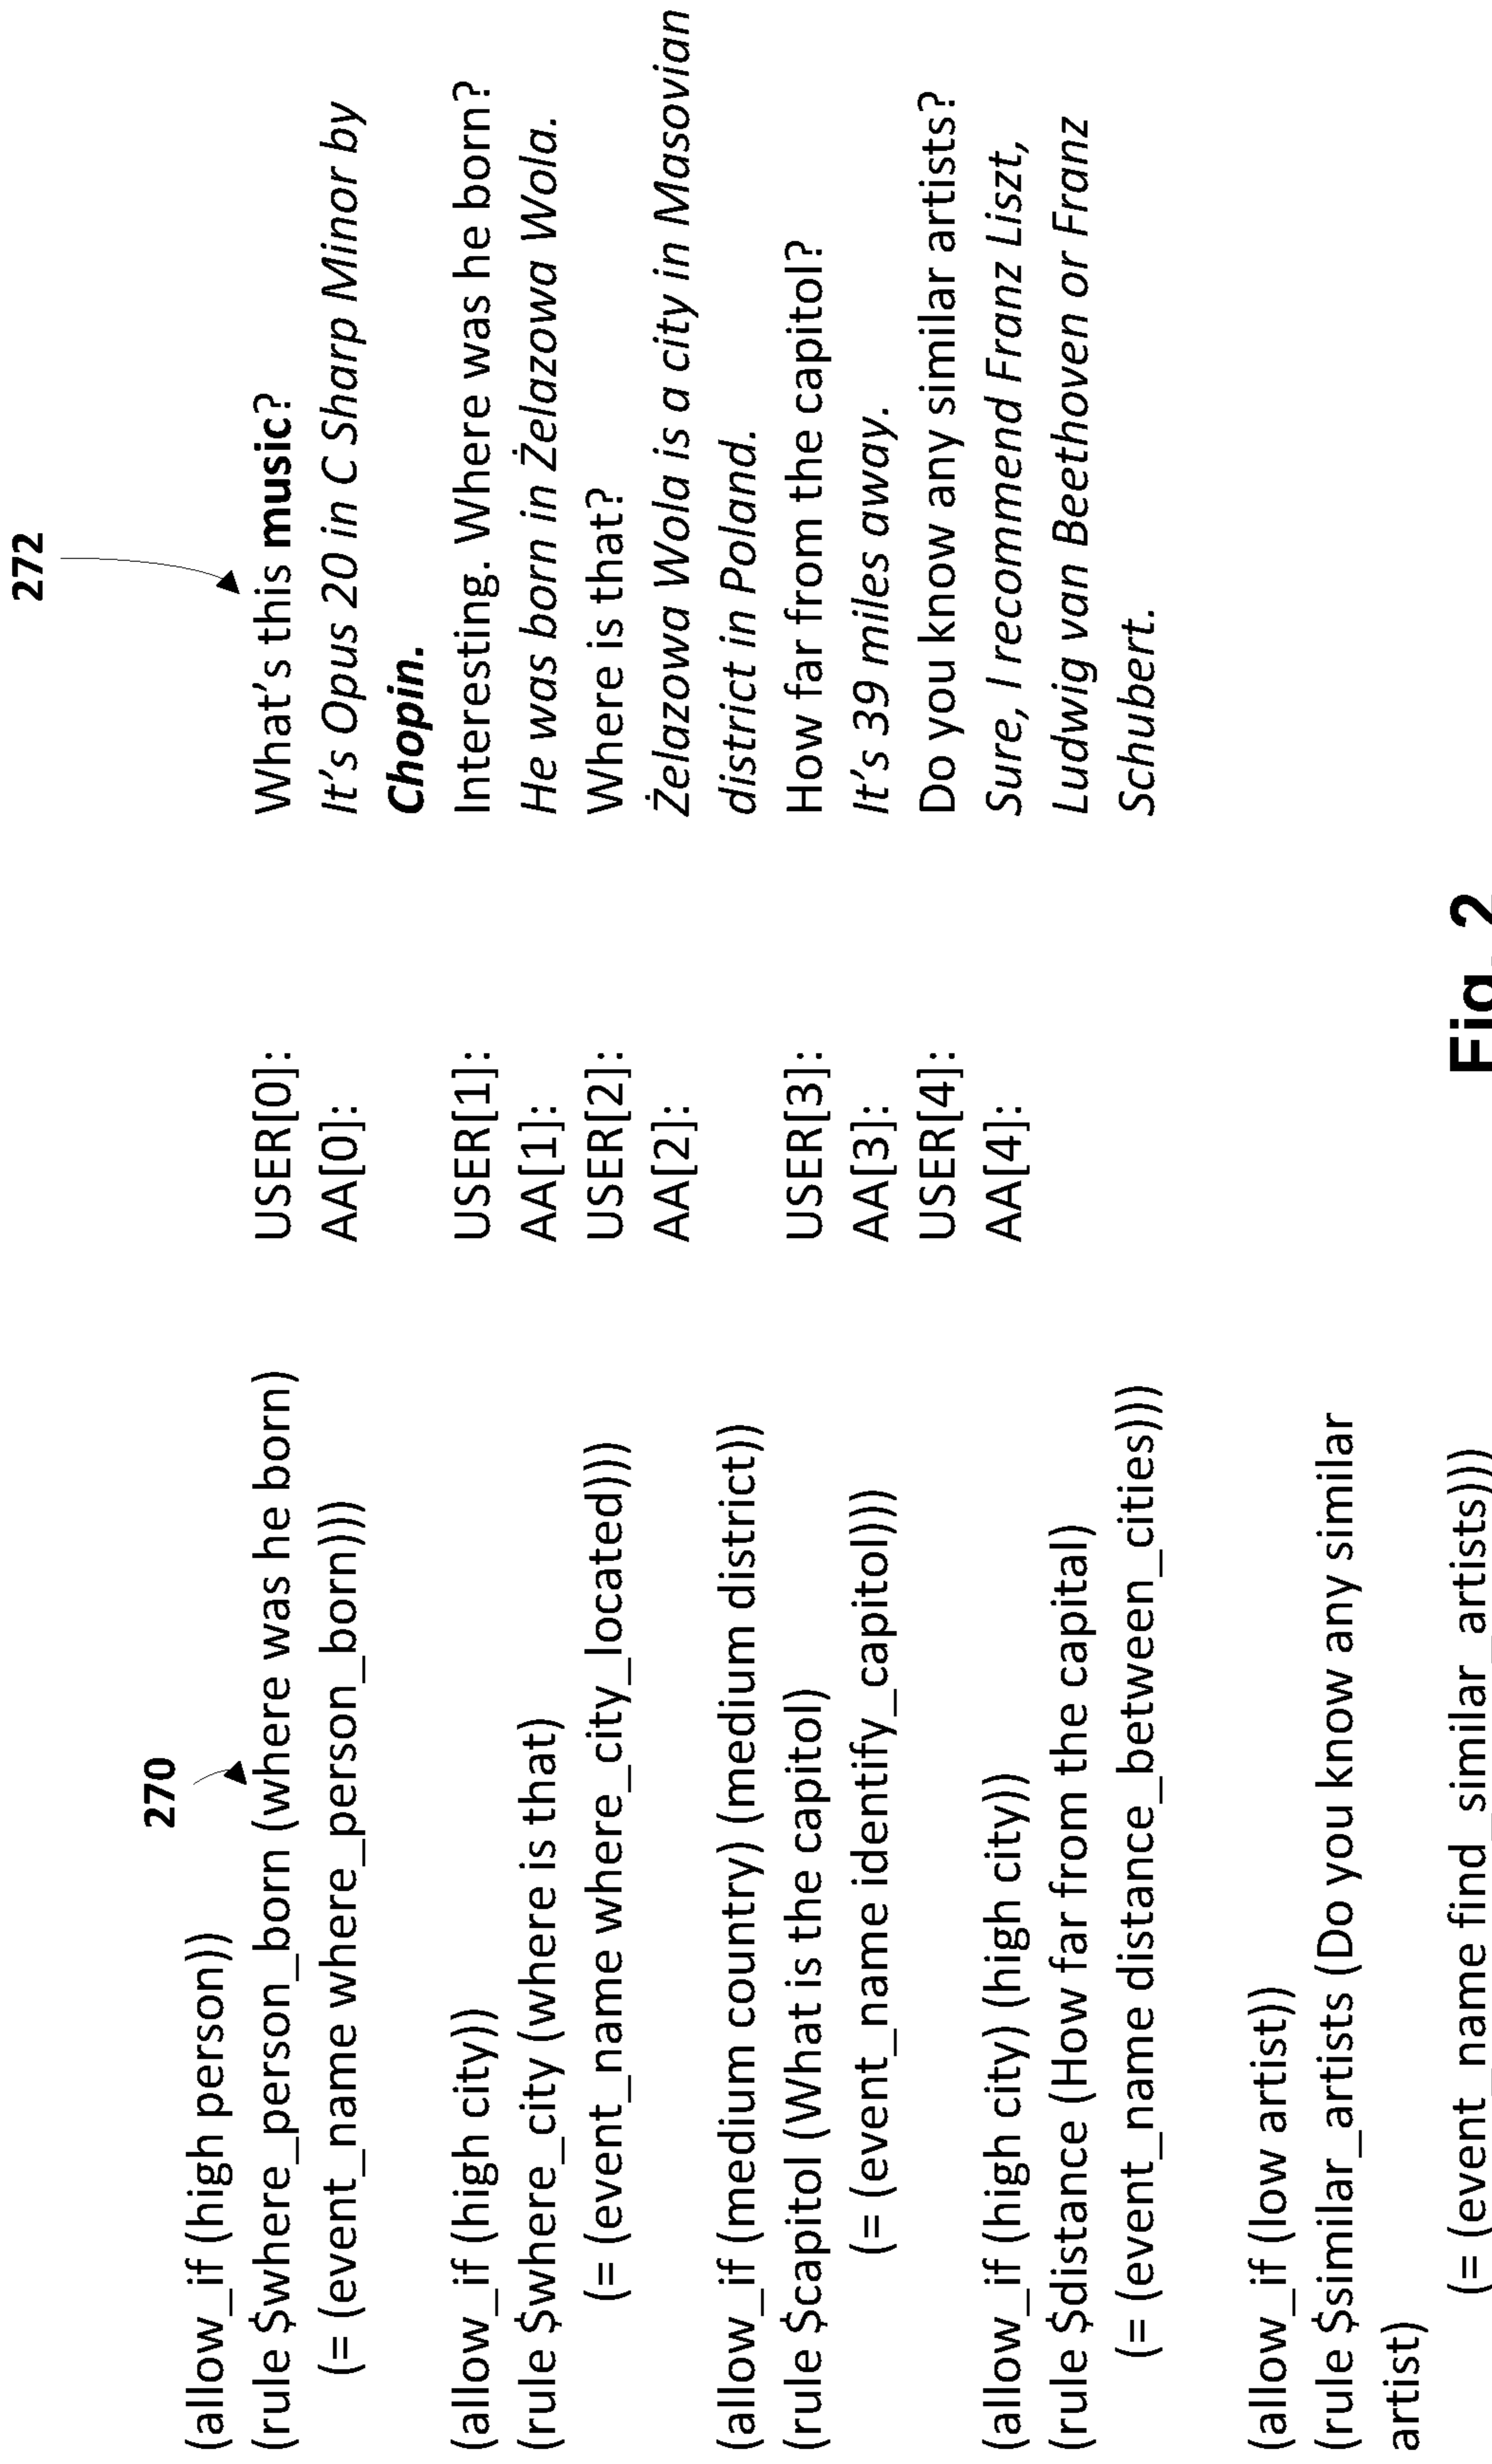 270
(allow_if (high person))
(rule $where_person_born (where was he born)
(= (event_name where_person_born))))
(allow_if (high city))
(rule $where_city (where is that)
(= (event_name where_city_located))))
(allow_if (medium country) (medium district))
(rule $capitol (What is the capitol)
(= (event_name identify_capitol))))
(allow_if (high city) (high city))
(rule $distance (How far from the capital)
(= (event_name distance_between_cities))))
(allow_if (low artist))
(rule $similar_artists (Do you know any similar
artist)
(= (event_name find_similar_artists))))
272
USER[0]: What's this music?
AA[0]: It's Opus 20 in C Sharp Minor by
Chopin.
USER[1]: Interesting. Where was he born?
AA[1]: He was born in Żelazowa Wola.
USER[2]: Where is that?
AA[2]: Żelazowa Wola is a city in Masovian
district in Poland.
USER[3]: How far from the capitol?
AA[3]: It's 39 miles away.
USER[4]: Do you know any similar artists?
AA[4]: Sure, I recommend Franz Liszt,
Ludwig van Beethoven or Franz
Schubert.
Fig. 2